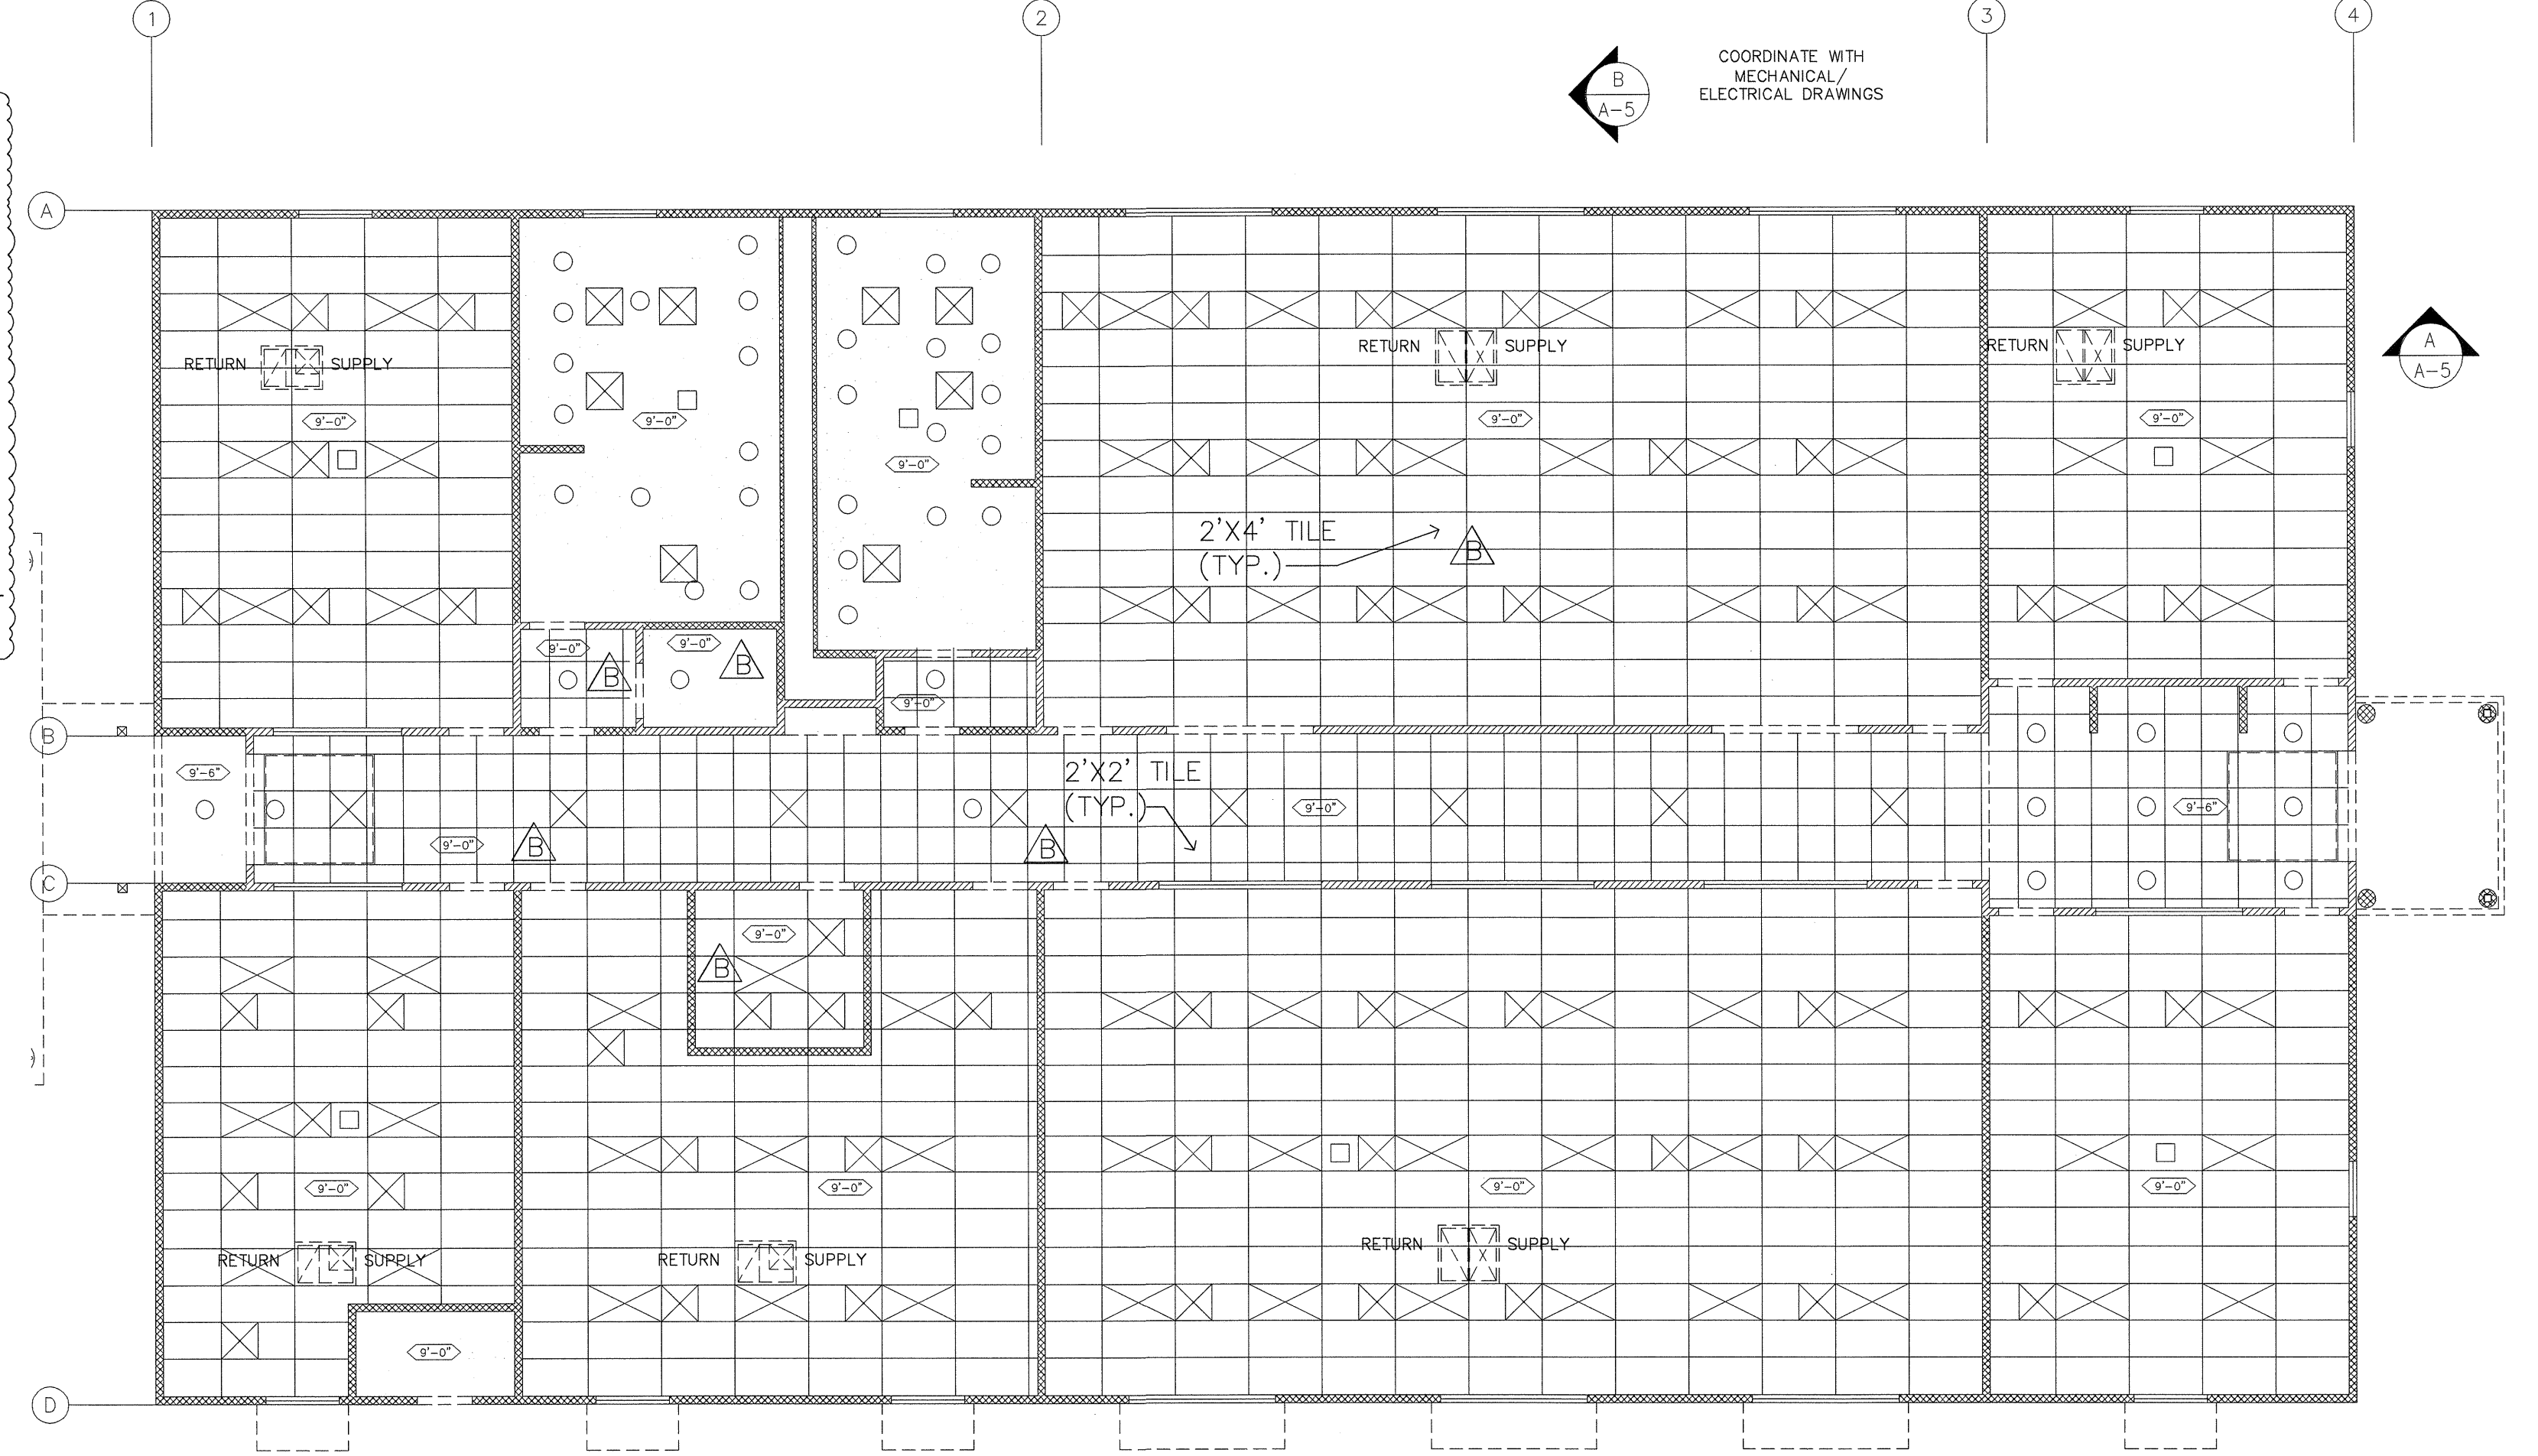 1
2
3
4
B
A-5
COORDINATE WITH
MECHANICAL/
ELECTRICAL DRAWINGS
A
A
A-5
RETURN
SUPPLY
RETURN
SUPPLY
RETURN
SUPPLY
9'-0"
9'-0"
9'-0"
9'-0"
9'-0"
2'X4' TILE
(TYP.)
B
9'-0"
B
9'-0"
B
9'-0"
B
9'-6"
2'X2' TILE
(TYP.)
9'-0"
9'-6"
9'-0"
B
B
C
9'-0"
B
9'-0"
9'-0"
9'-0"
9'-0"
RETURN
SUPPLY
RETURN
SUPPLY
RETURN
SUPPLY
9'-0"
D